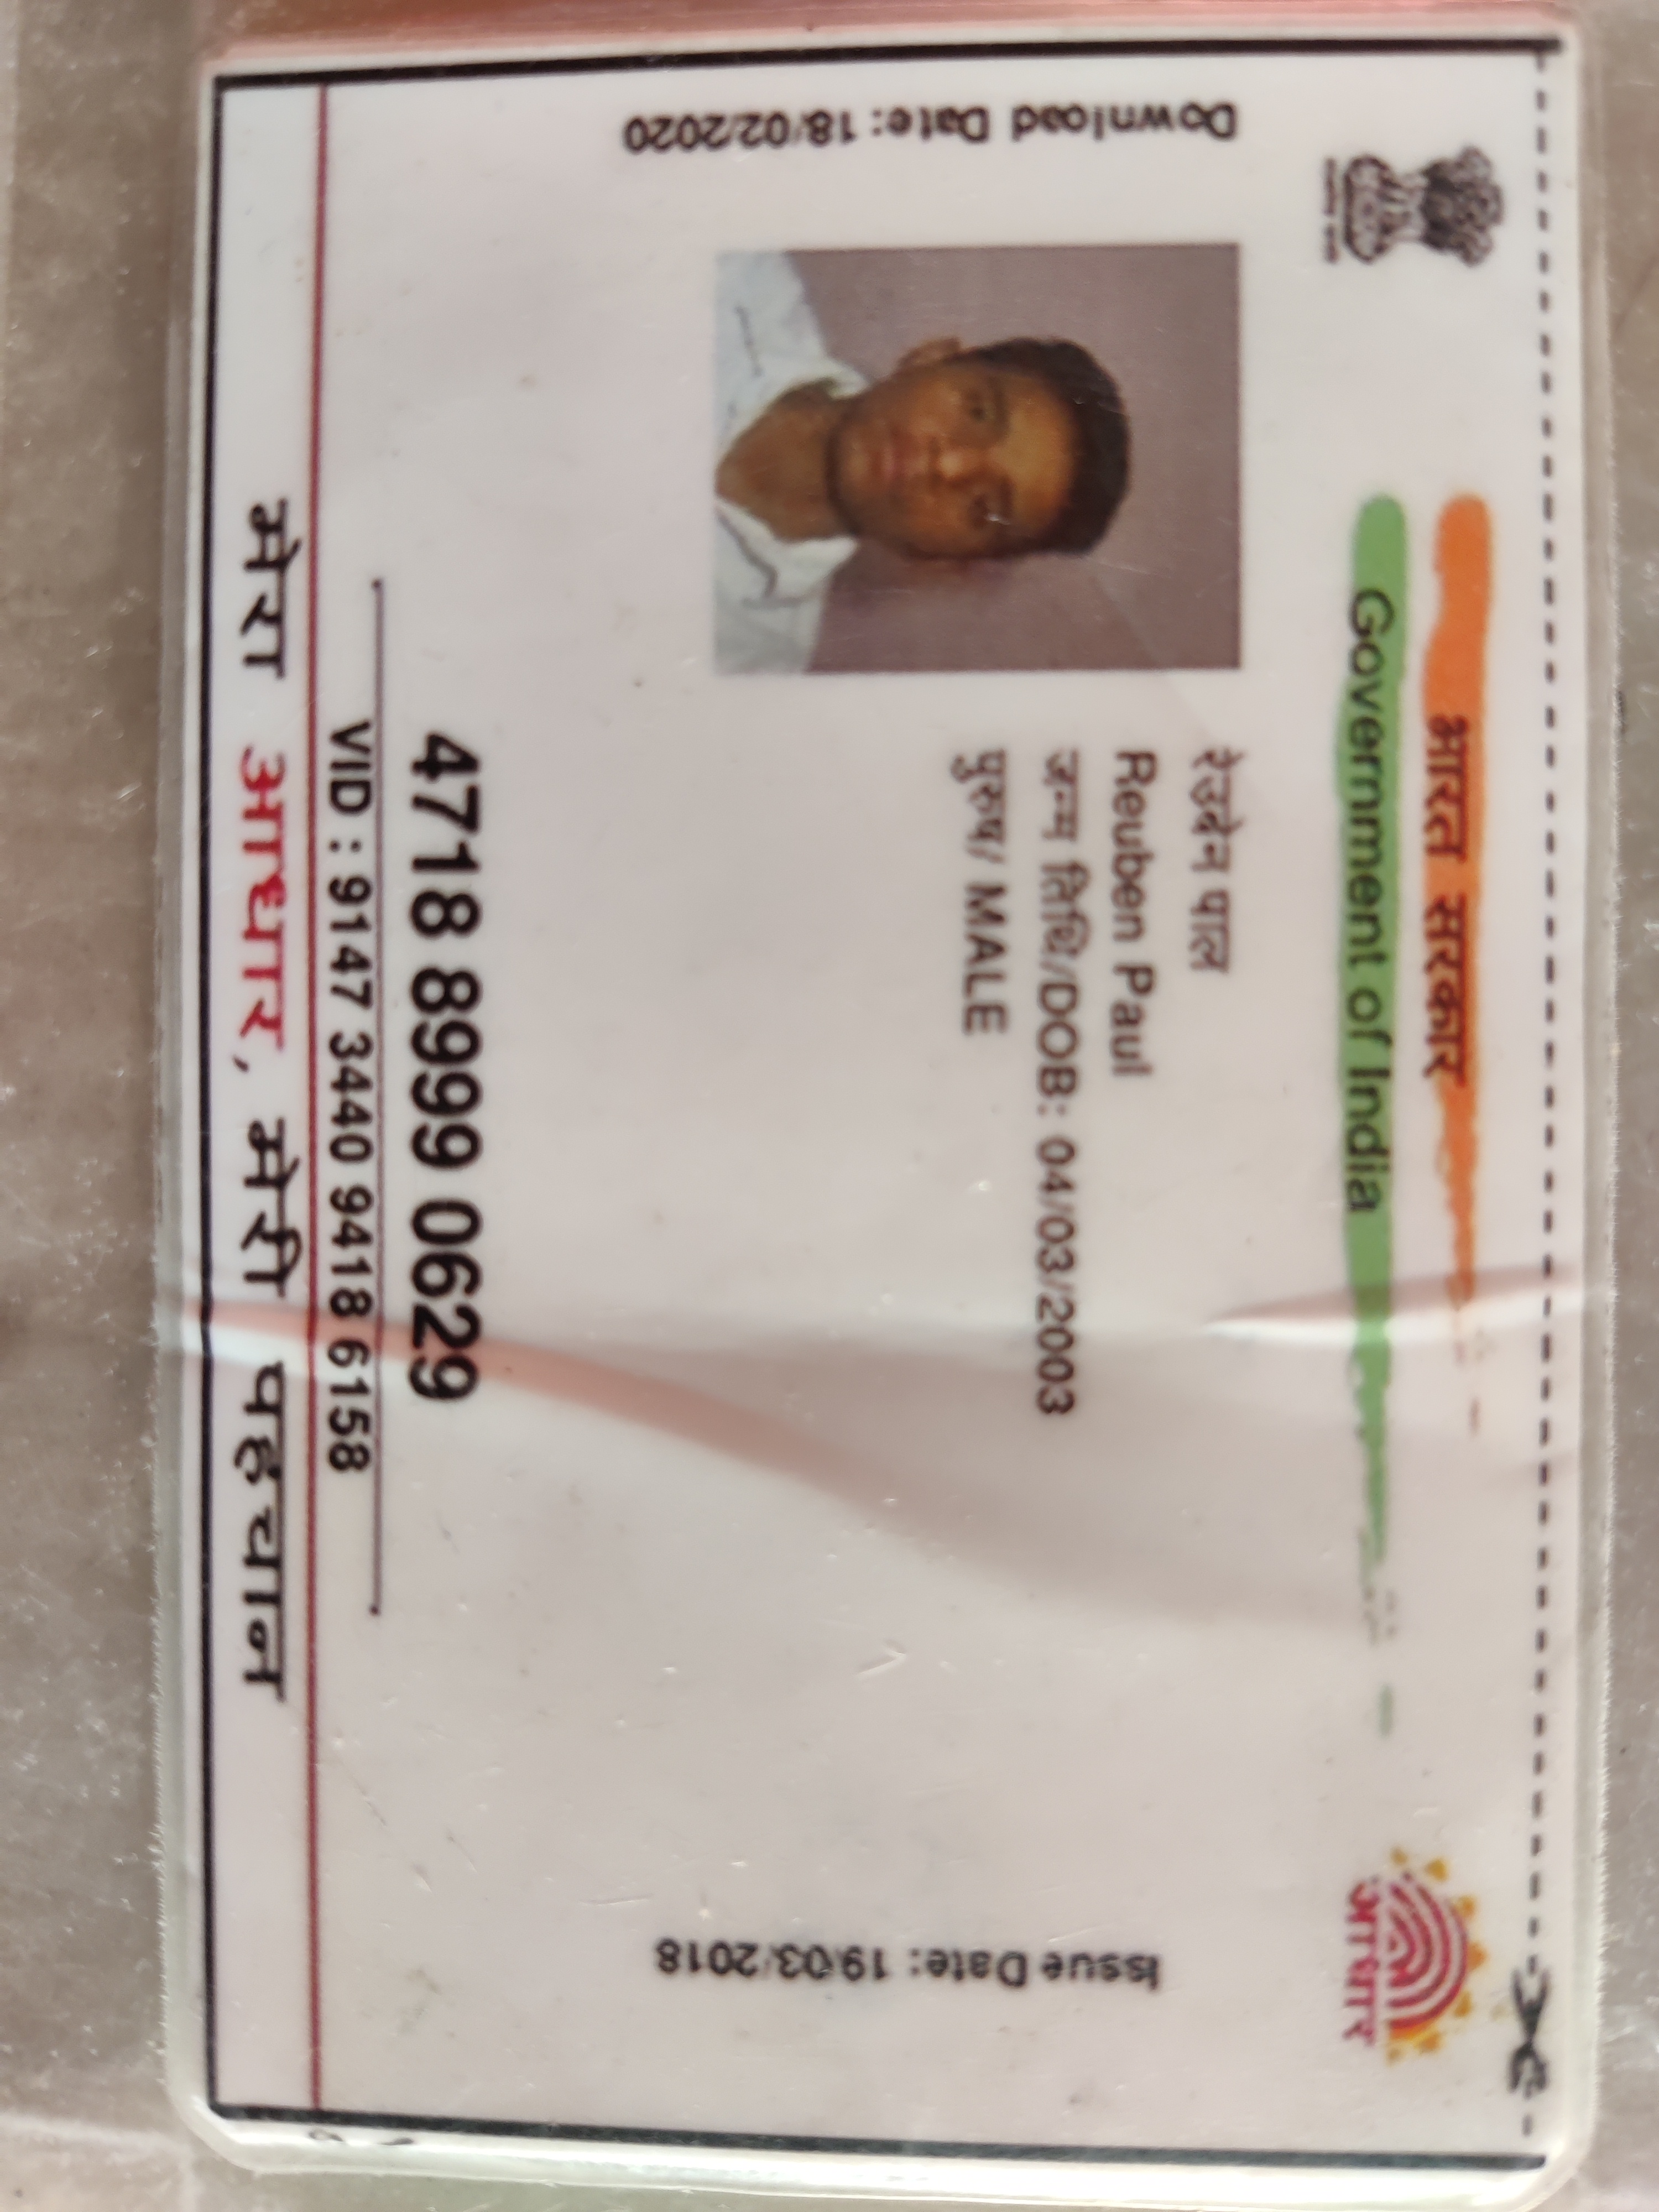 भारत सरकार
Government of India
Download Date: 18/02/2020
रेउबेन पाल
Reuben Paul
जन्म तिथि/DOB: 04/03/2003
पुरुष/ MALE
Issue Date: 19/03/2018
आधार
4718 8999 0629
VID : 9147 3440 9418 6158
मेरा आधार, मेरी पहचान